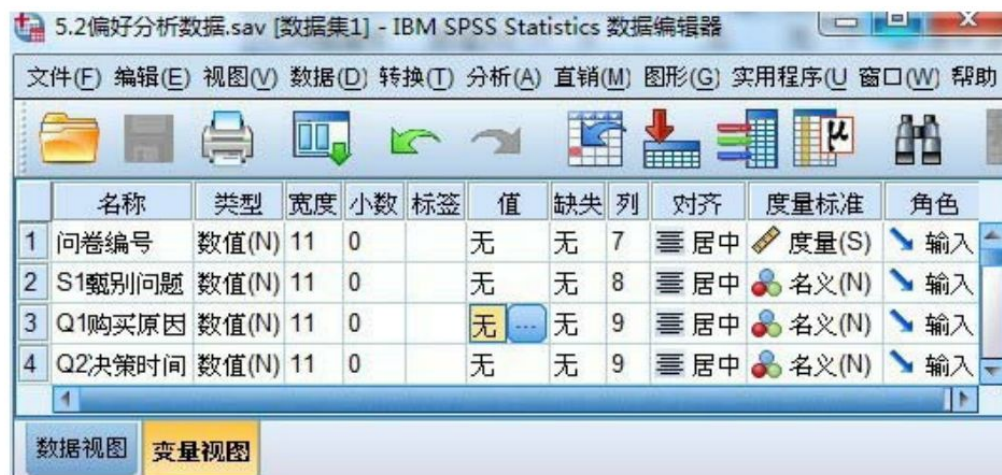 5.2偏好分析数据.sav [数据集1] - IBM SPSS Statistics 数据编辑器
文件(F) 编辑(E) 视图(V) 数据(D) 转换(T) 分析(A) 直销(M) 图形(G) 实用程序(U 窗口(W) 帮助
μ
名称 类型 宽度 小数 标签 值 缺失 列 对齐 度量标准 角色
1 问卷编号 数值(N) 11 0 无 无 7 居中 度量(S) 输入
2 S1甄别问题 数值(N) 11 0 无 无 8 居中 名义(N) 输入
3 Q1购买原因 数值(N) 11 0 无 ... 无 9 居中 名义(N) 输入
4 Q2决策时间 数值(N) 11 0 无 无 9 居中 名义(N) 输入
数据视图 变量视图